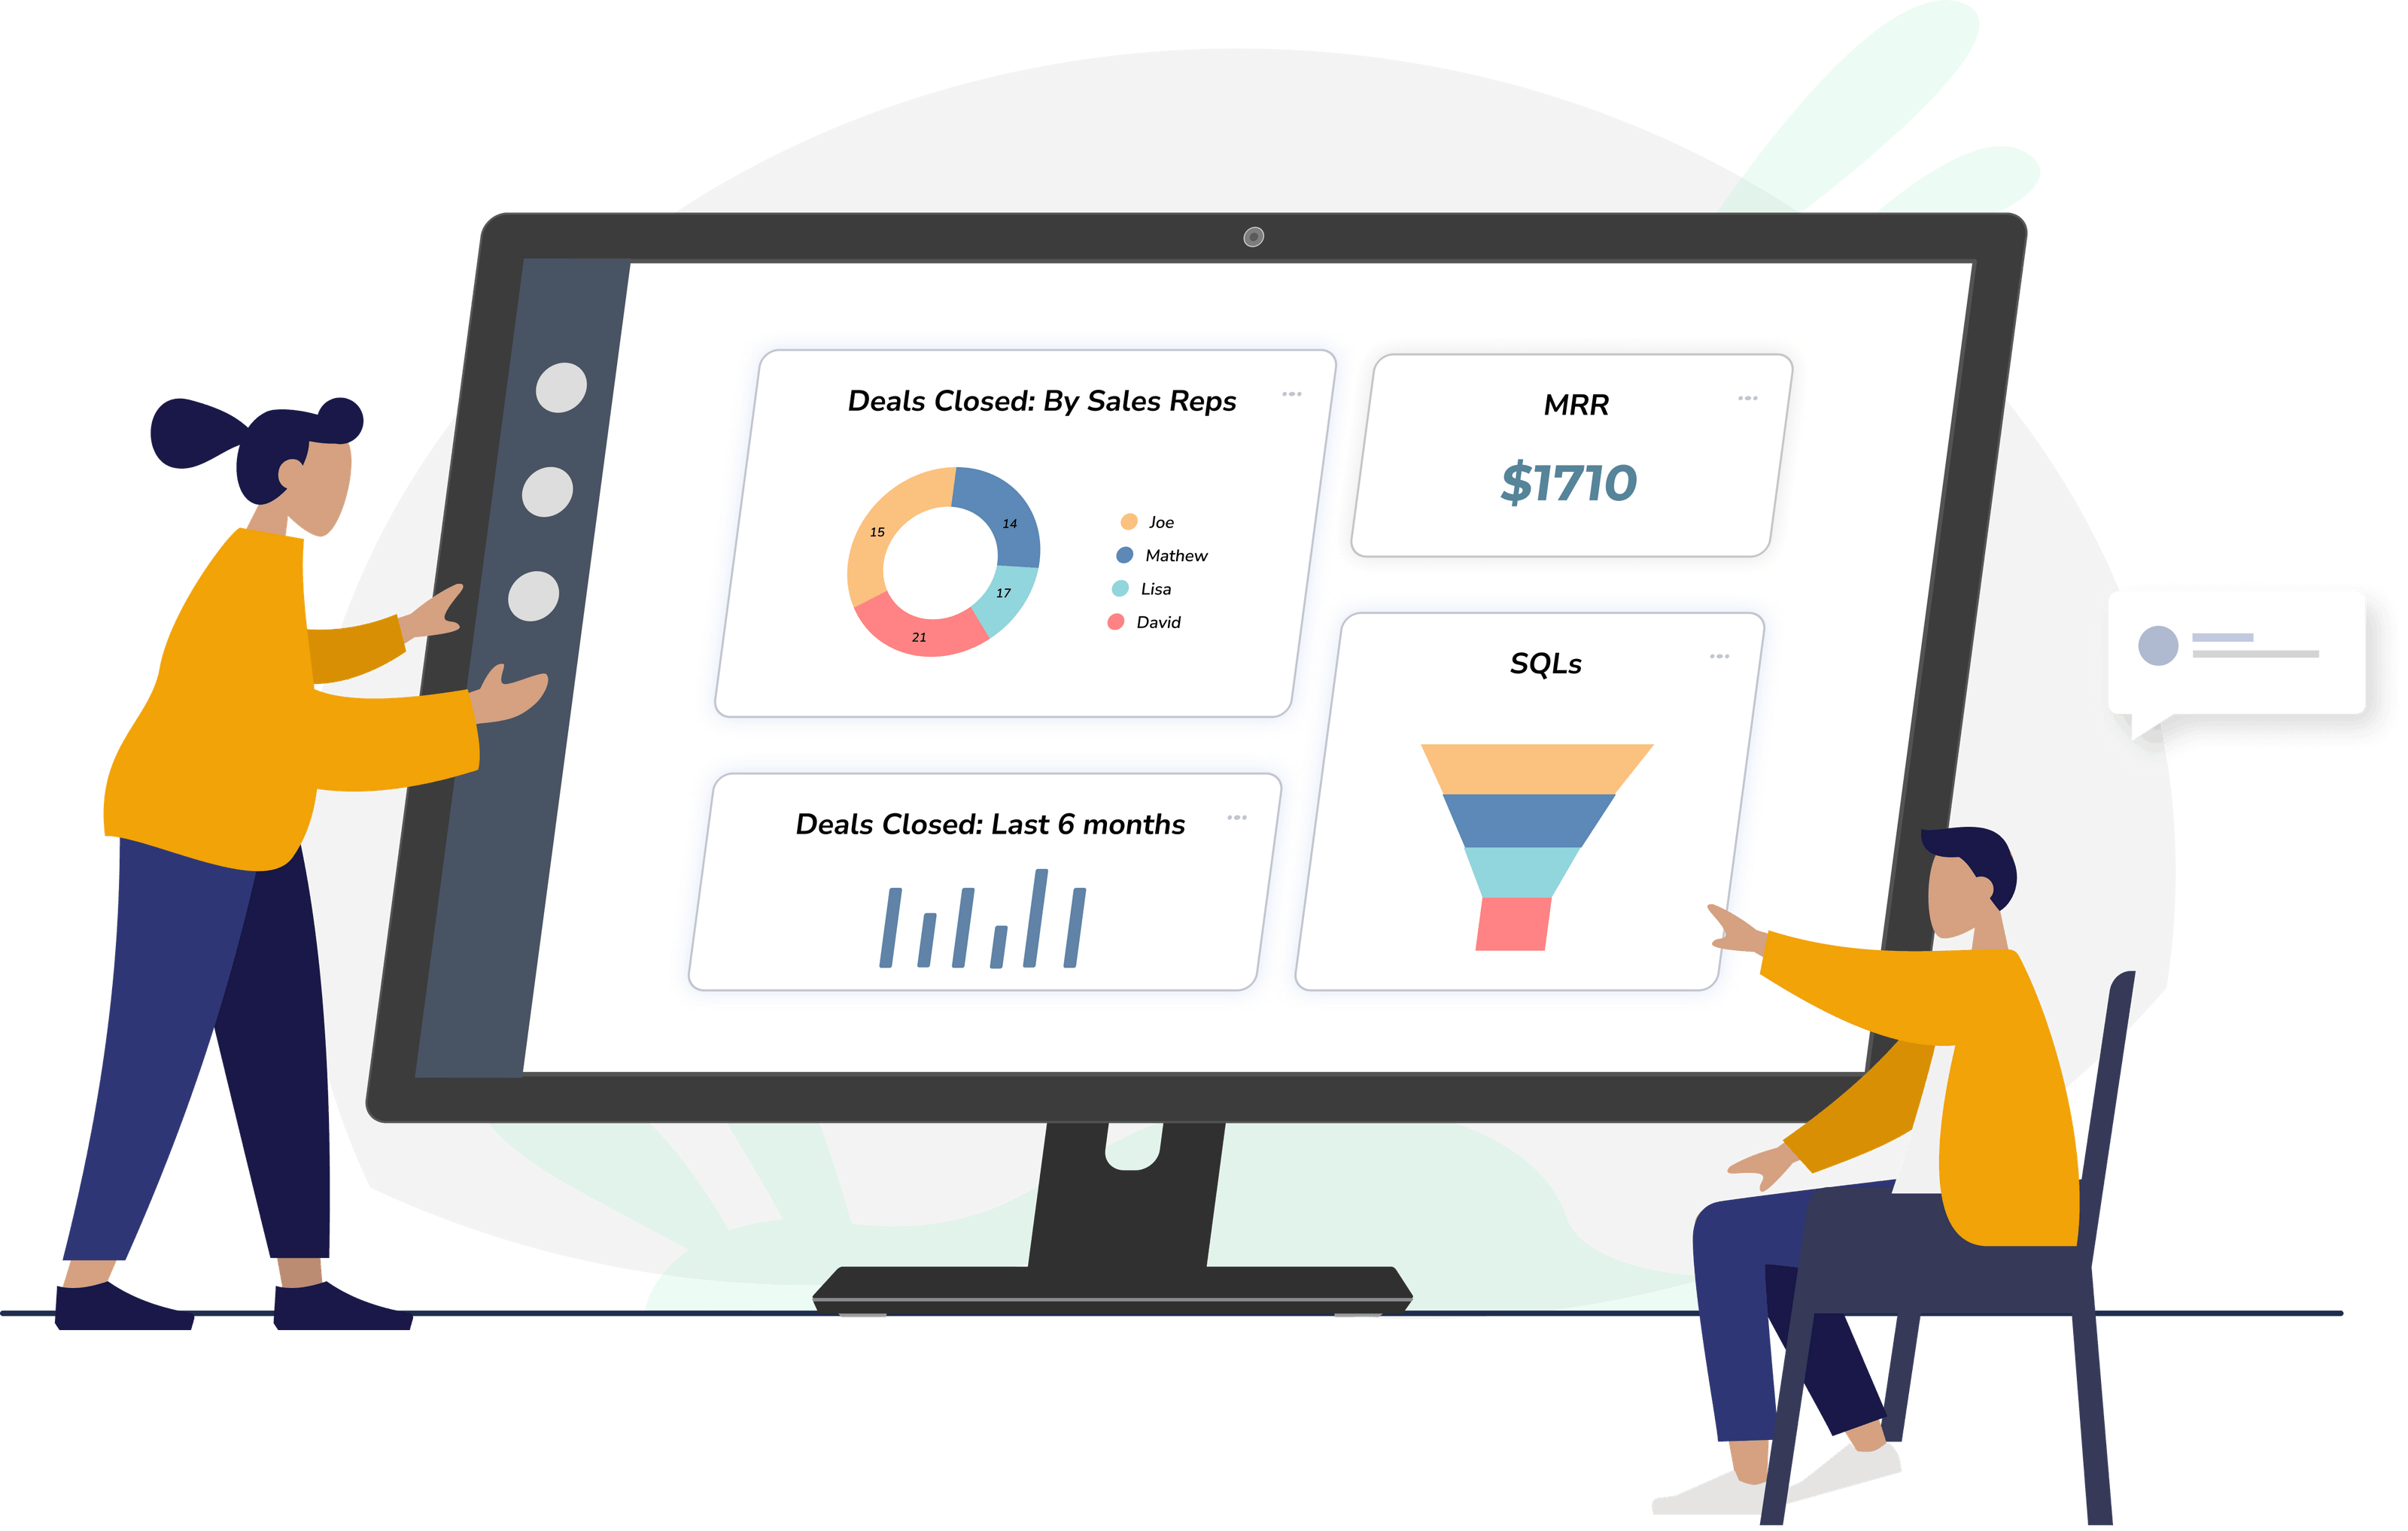 Deals Closed: By Sales Reps
15
14
17
21
Joe
Mathew
Lisa
David
MRR
$1710
SQLs
Deals Closed: Last 6 months